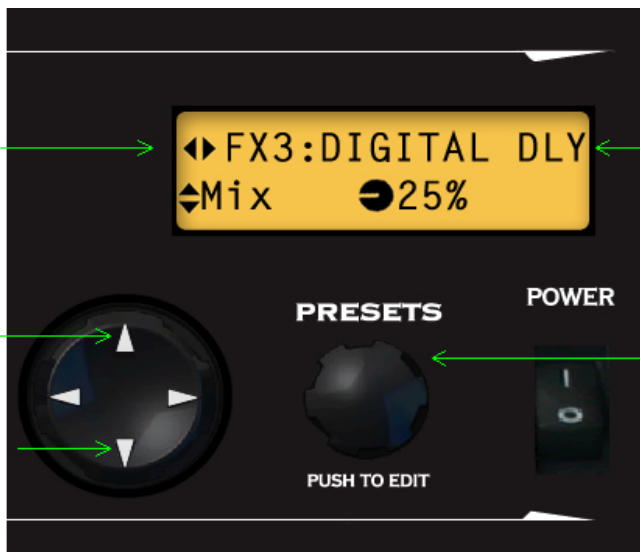 FX3:DIGITAL DLY
Mix 25%
PRESETS
POWER
I
O
PUSH TO EDIT